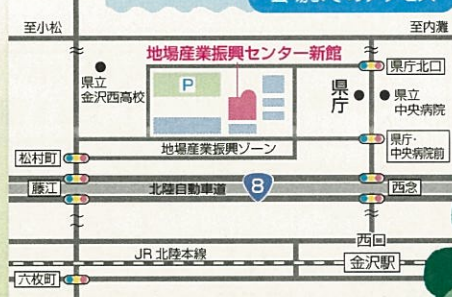 至小松
至内灘
地場産業振興センター新館
県庁北口
県立
金沢西高校
P
県庁
県立
中央病院
県庁・
中央病院前
地場産業振興ゾーン
松村町
藤江
北陸自動車道
8
西念
西口
JR北陸本線
金沢駅
六枚町